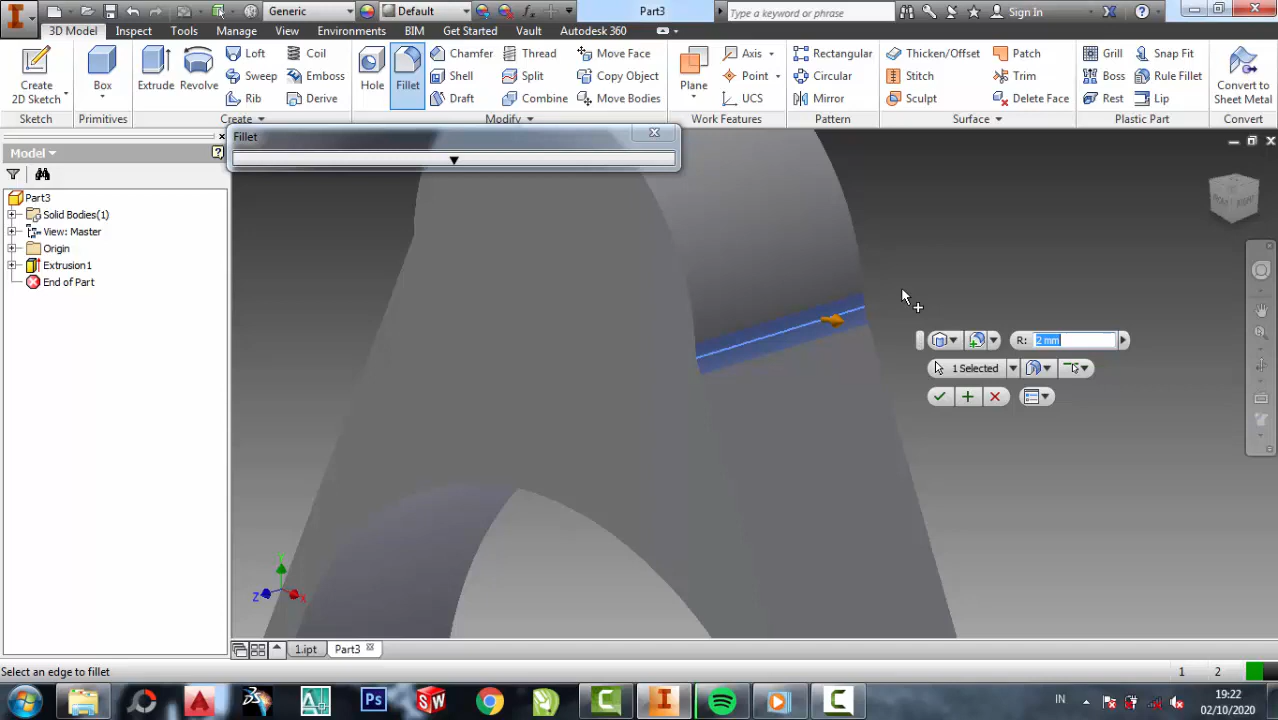 Generic
Default
Part3
Type a keyword or phrase
Sign In
3D Model
Inspect
Tools
Manage
View
Environments
BIM
Get Started
Vault
Autodesk 360
Create
2D Sketch
Box
Extrude
Revolve
Loft
Coil
Sweep
Emboss
Rib
Derive
Hole
Fillet
Chamfer
Thread
Move Face
Shell
Split
Copy Object
Draft
Combine
Move Bodies
Plane
Axis
Point
UCS
Rectangular
Circular
Mirror
Thicken/Offset
Patch
Stitch
Trim
Sculpt
Delete Face
Grill
Snap Fit
Boss
Rule Fillet
Rest
Lip
Convert to
Sheet Metal
Sketch
Primitives
Create
Modify
Work Features
Pattern
Surface
Plastic Part
Convert
Model
Fillet
Part3
Solid Bodies(1)
View: Master
Origin
Extrusion1
End of Part
R:
2 mm
1 Selected
Y
Z
X
1.ipt
Part3
Select an edge to fillet
1
2
Ps
SW
IN
19:22
02/10/2020